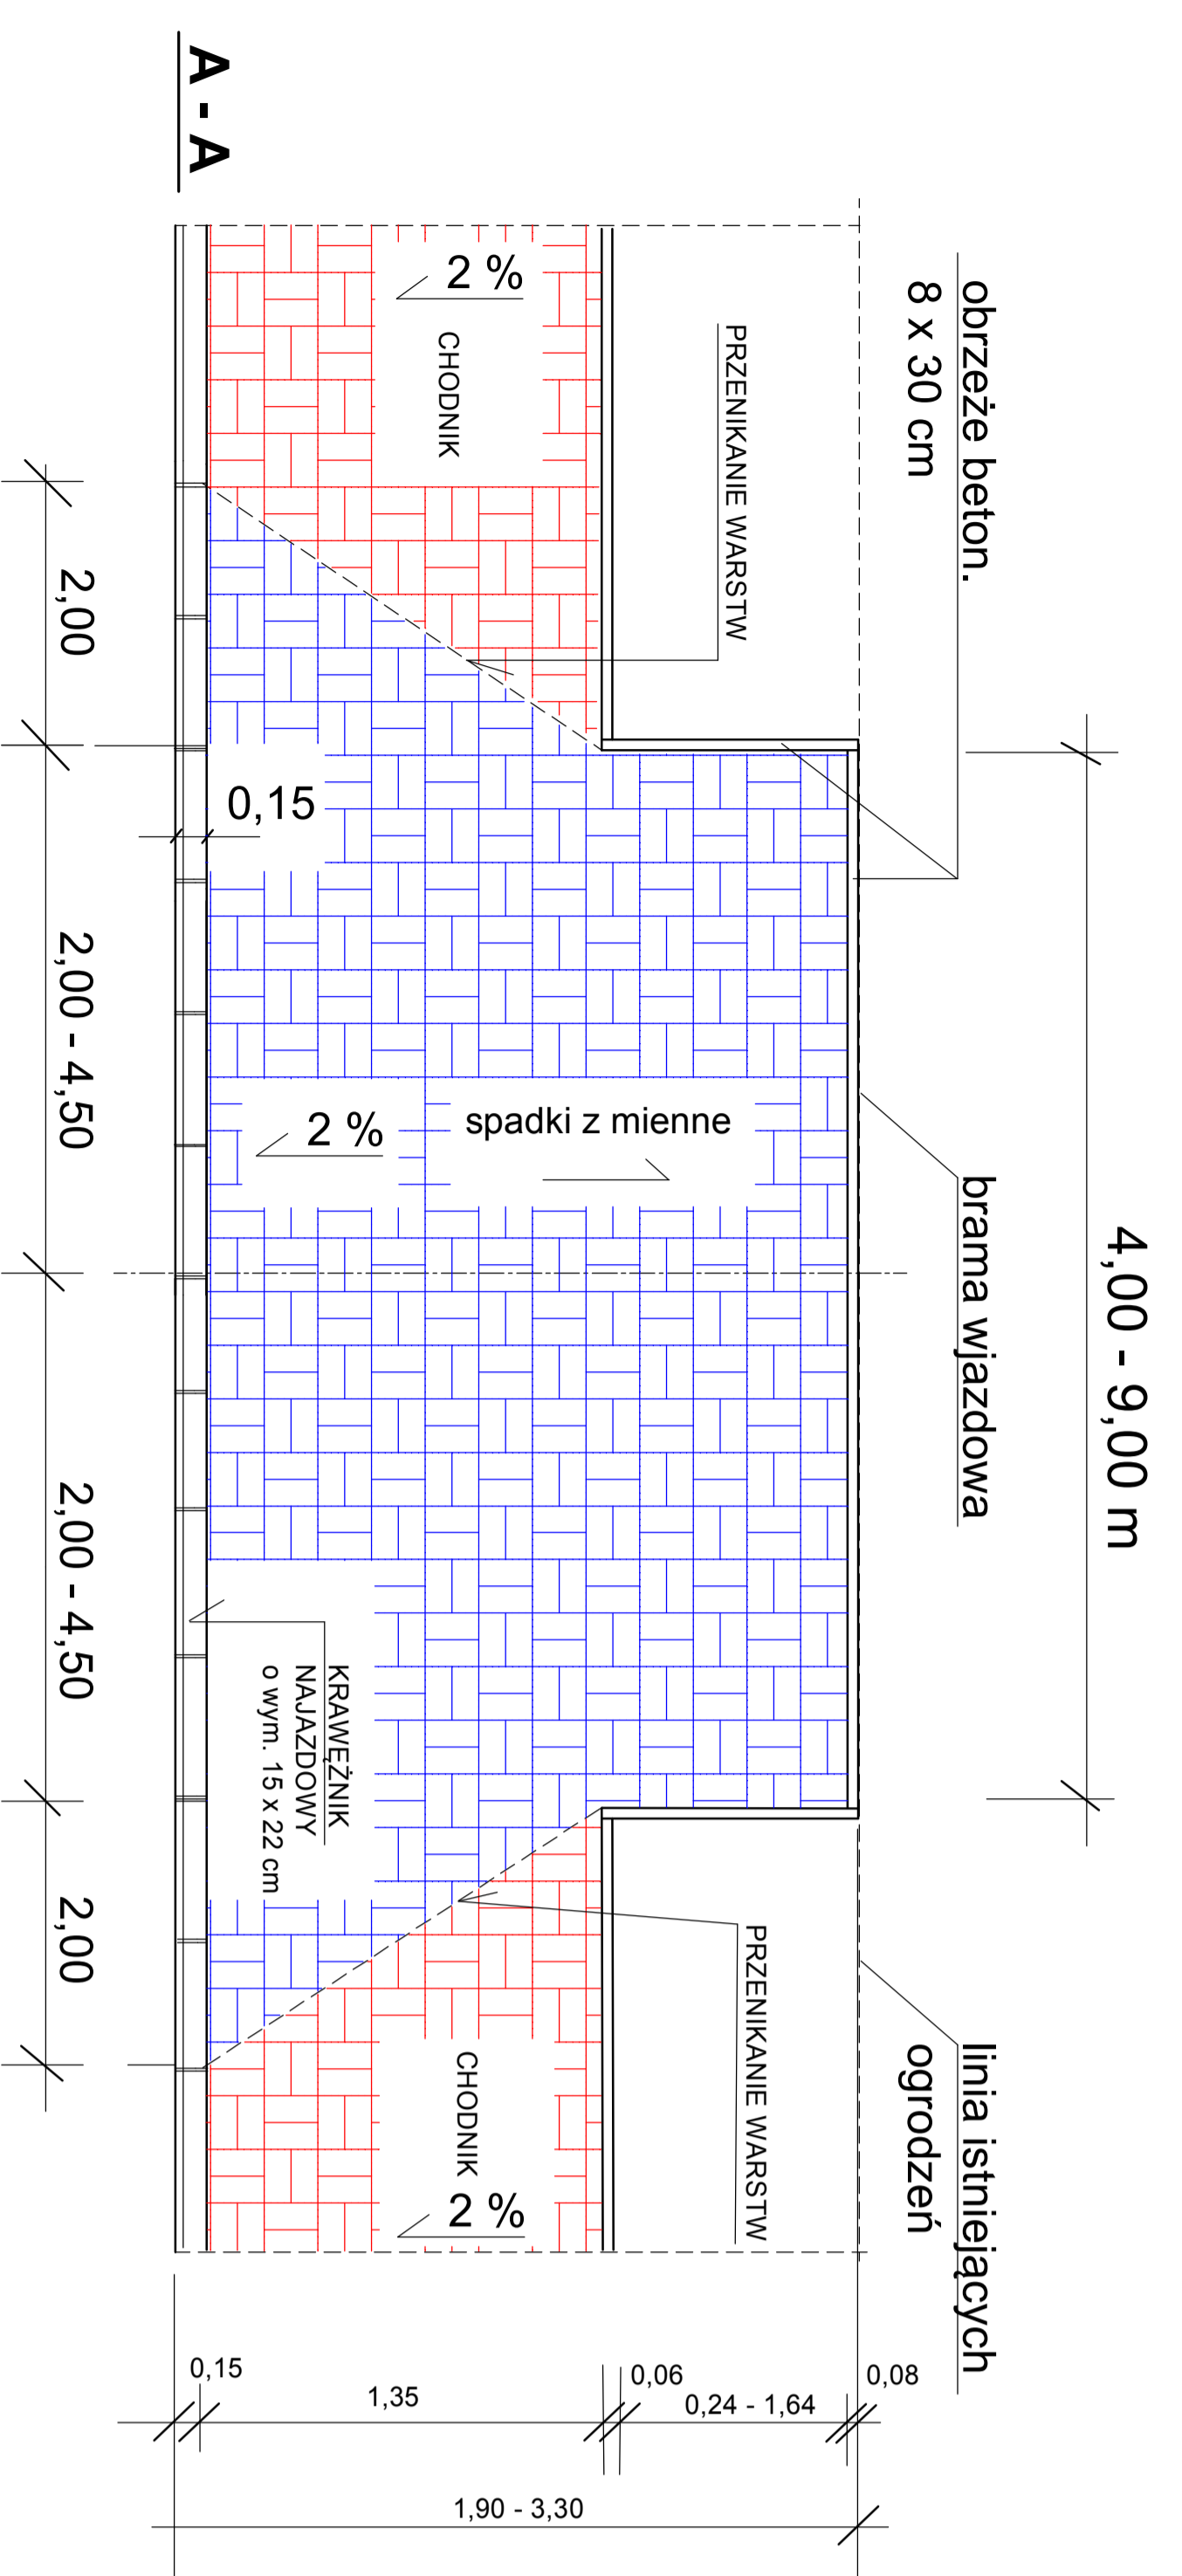 A - A
obrzeże beton.
8 x 30 cm
PRZENIKANIE WARSTW
2 %
CHODNIK
4,00 - 9,00 m
brama wjazdowa
0,15
spadki z mienne
2 %
KRAWĘŻNIK
NAJAZDOWY
o wym. 15 x 22 cm
linia istniejących
ogrodzeń
PRZENIKANIE WARSTW
CHODNIK
2 %
2,00
2,00 - 4,50
2,00 - 4,50
2,00
0,15
1,35
0,06
0,24 - 1,64
0,08
1,90 - 3,30